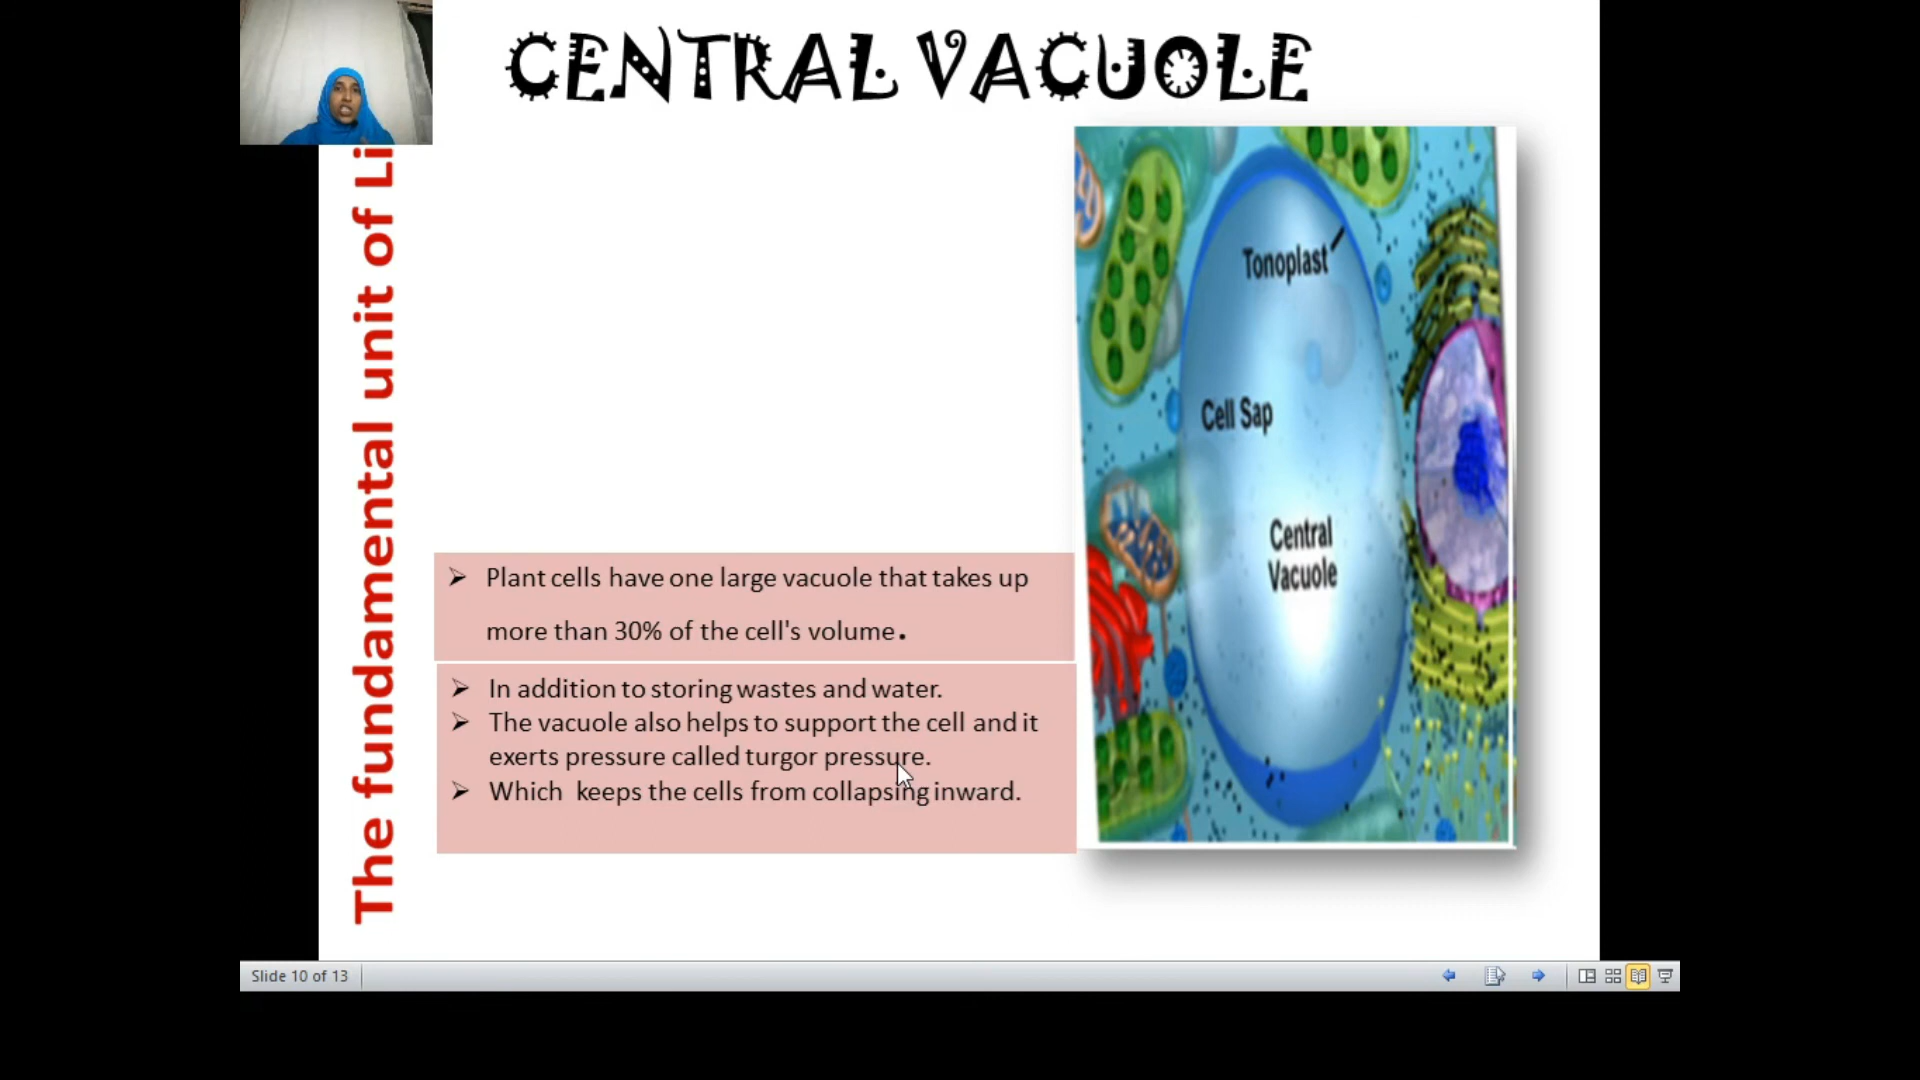 CENTRAL VACUOLE
The fundamental unit of Li
Tonoplast
Cell Sap
Central
Vacuole
➢ Plant cells have one large vacuole that takes up
more than 30% of the cell's volume.
➢ In addition to storing wastes and water.
➢ The vacuole also helps to support the cell and it
exerts pressure called turgor pressure.
➢ Which keeps the cells from collapsing inward.
Slide 10 of 13